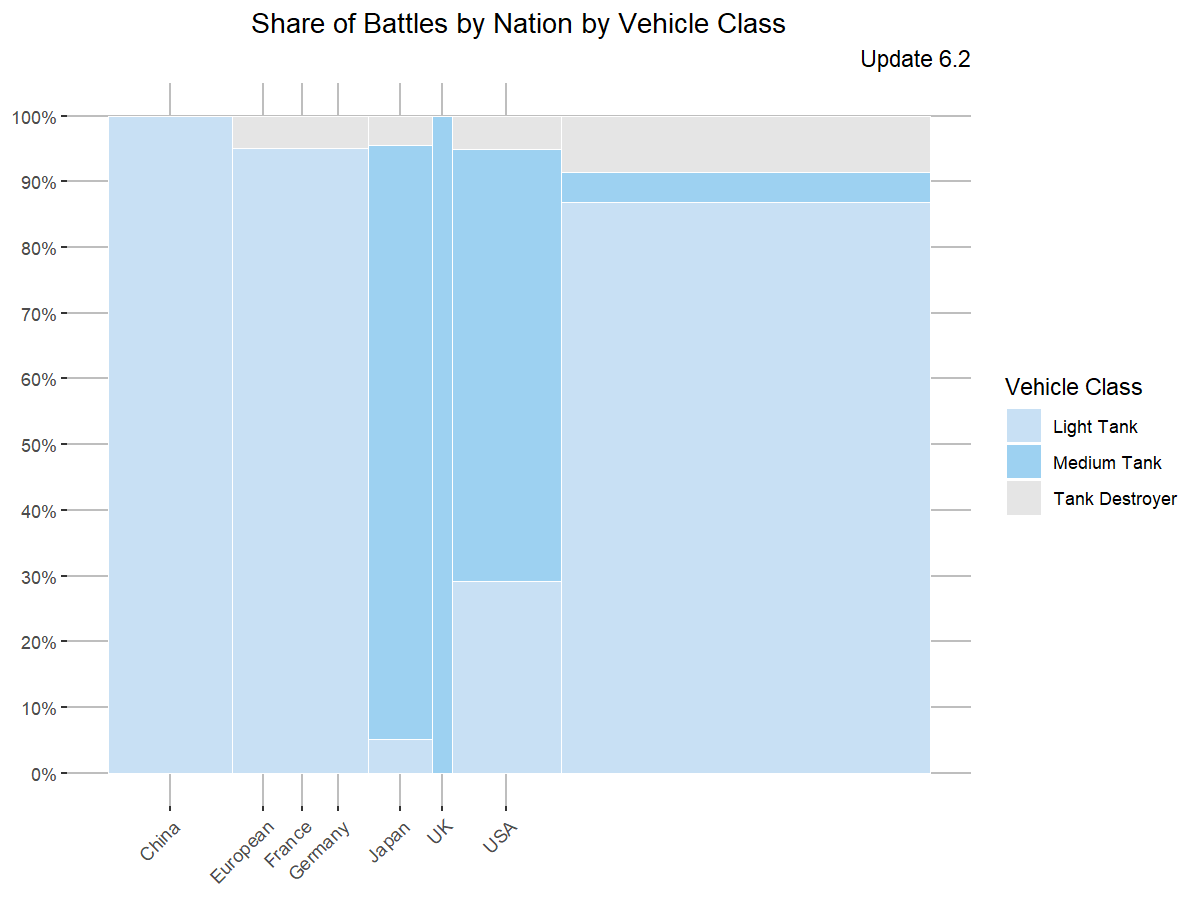 Share of Battles by Nation by Vehicle Class
Update 6.2
100%
90%
80%
70%
60%
50%
40%
30%
20%
10%
0%
China
European
France
Germany
Japan
UK
USA
Vehicle Class
Light Tank
Medium Tank
Tank Destroyer